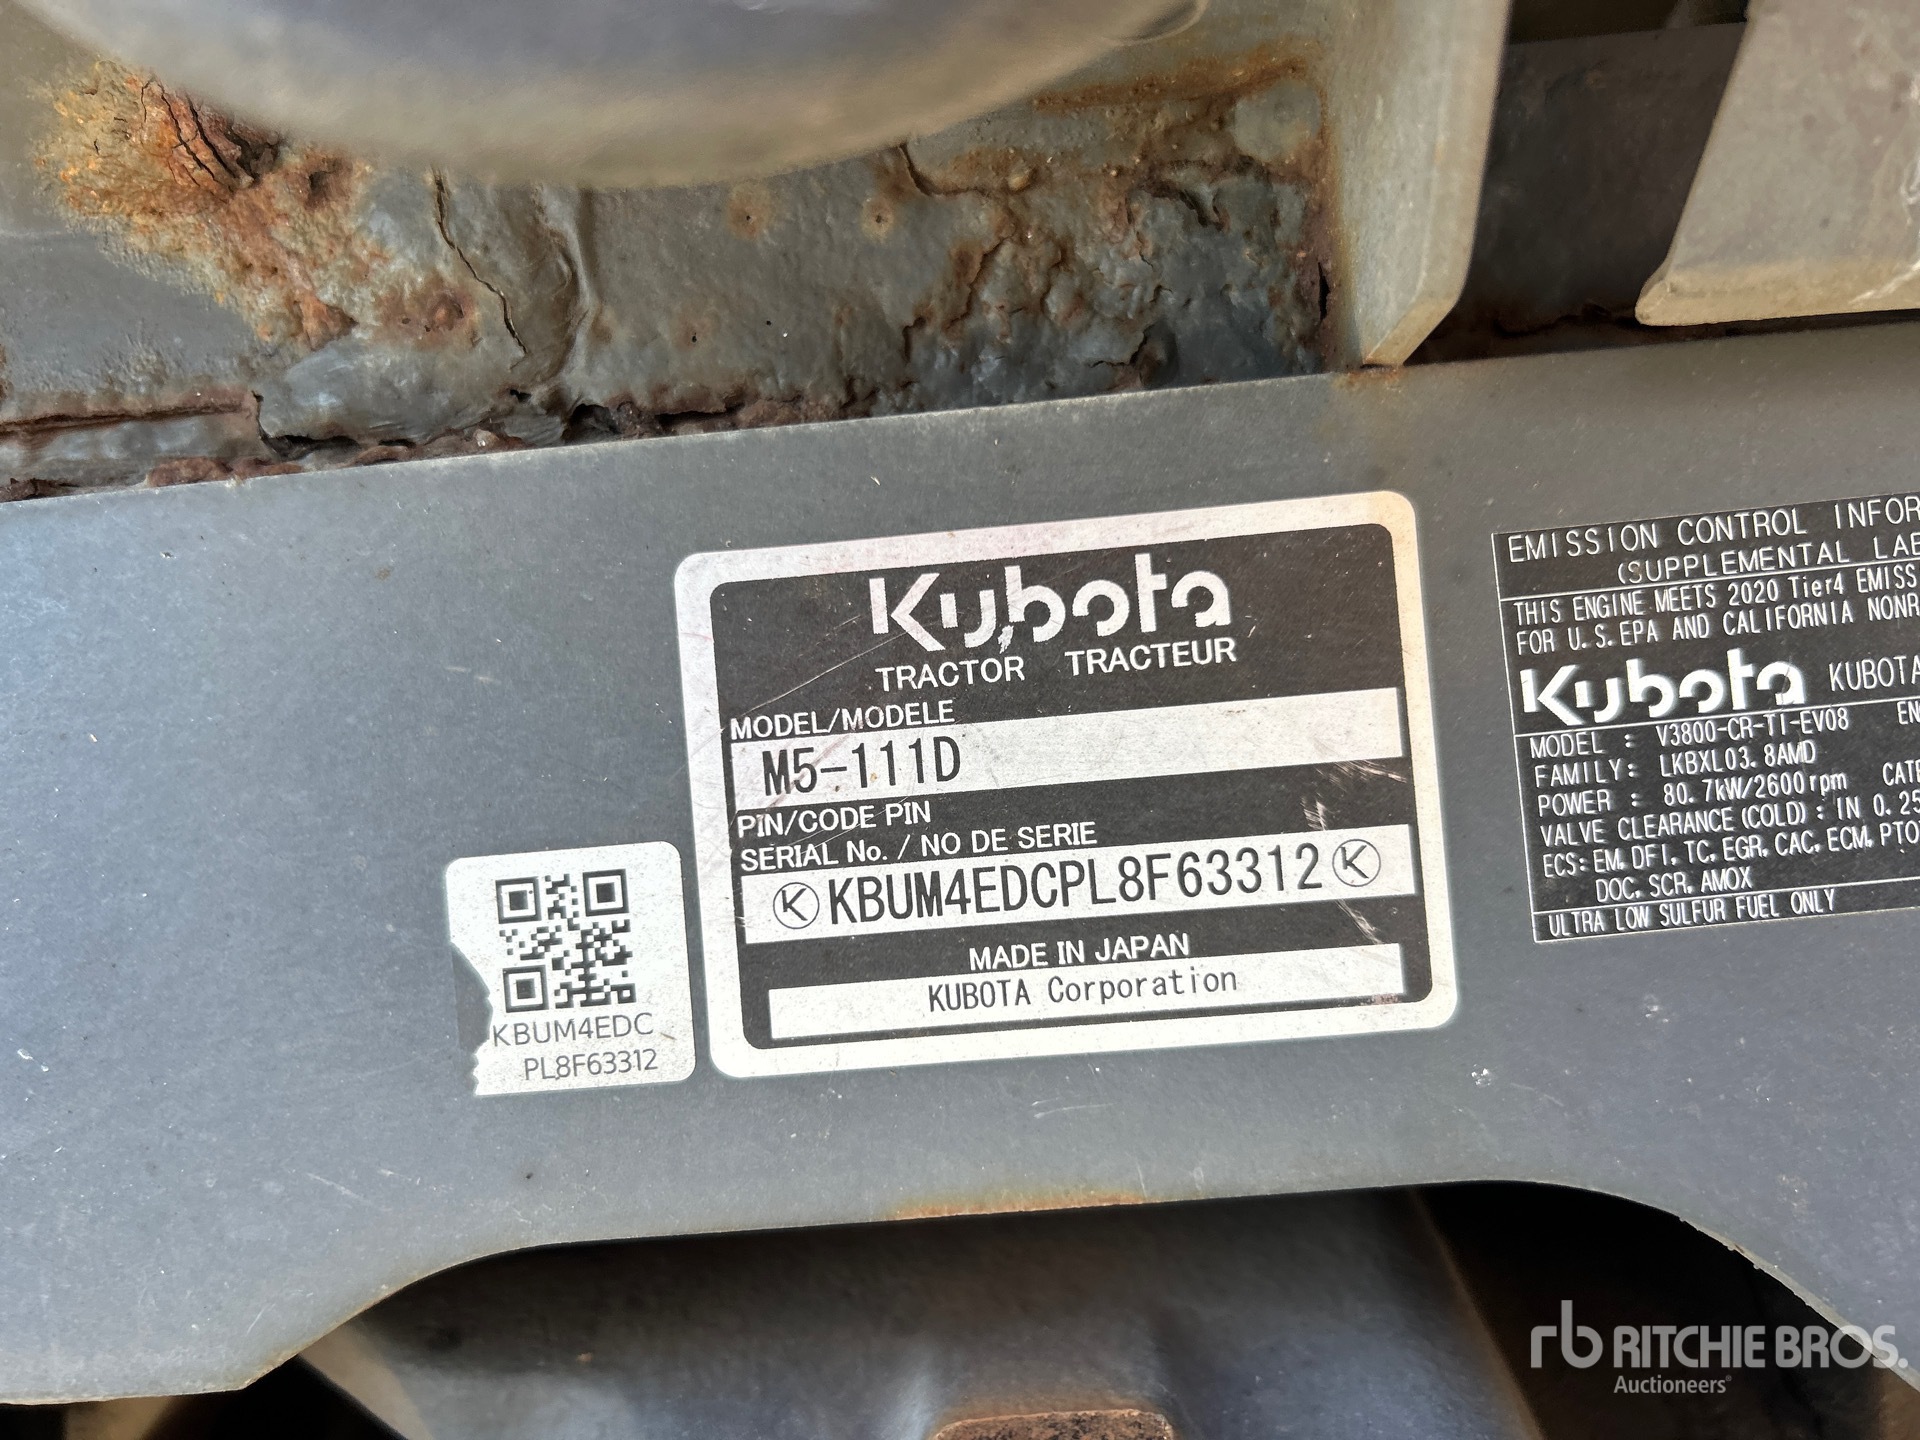 Kubota
TRACTOR TRACTEUR
MODEL/MODELE
M5-111D
PIN/CODE PIN
SERIAL No. / NO DE SERIE
KBUM4EDCPL8F63312
MADE IN JAPAN
KUBOTA Corporation
KBUM4EDC
PL8F63312
EMISSION CONTROL INFOR
(SUPPLEMENTAL LAB
THIS ENGINE MEETS 2020 Tier4 EMISS
FOR U.S. EPA AND CALIFORNIA NONR
Kubota KUBOTA
MODEL : V3800-CR-TI-EV08 EN
FAMILY: LKBXL03.8AMD
POWER : 80.7kW/2600rpm CATE
VALVE CLEARANCE(COLD): IN 0.25
ECS: EM, DFI, TC, EGR, CAC, ECM, PTO
DOC, SCR, AMOX
ULTRA LOW SULFUR FUEL ONLY
rb RITCHIE BROS.
Auctioneers